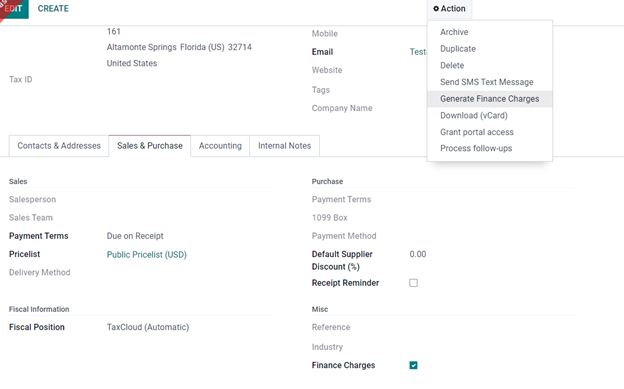 EDIT CREATE Action
161
Altamonte Springs Florida (US) 32714
United States
Tax ID
Mobile
Email Test
Website
Tags
Company Name
Archive
Duplicate
Delete
Send SMS Text Message
Generate Finance Charges
Download (vCard)
Grant portal access
Process follow-ups
Contacts & Addresses Sales & Purchase Accounting Internal Notes
Sales
Salesperson
Sales Team
Payment Terms Due on Receipt
Pricelist Public Pricelist (USD)
Delivery Method
Purchase
Payment Terms
1099 Box
Payment Method
Default Supplier 0.00
Discount (%)
Receipt Reminder
Fiscal Information
Fiscal Position TaxCloud (Automatic)
Misc
Reference
Industry
Finance Charges